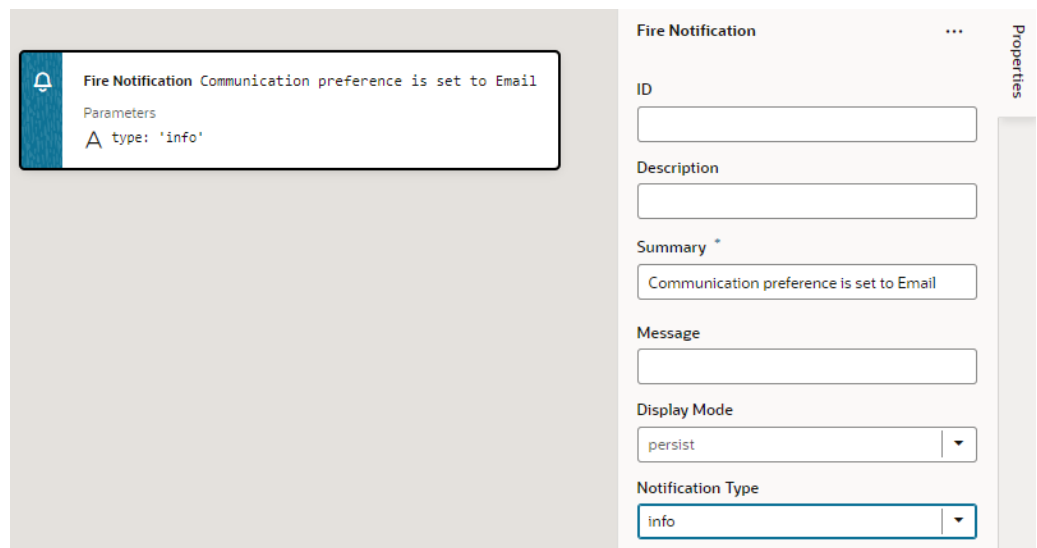 Fire Notification Communication preference is set to Email
Parameters
A type: 'info'
Fire Notification
...
Properties
ID
Description
Summary *
Communication preference is set to Email
Message
Display Mode
persist
Notification Type
info